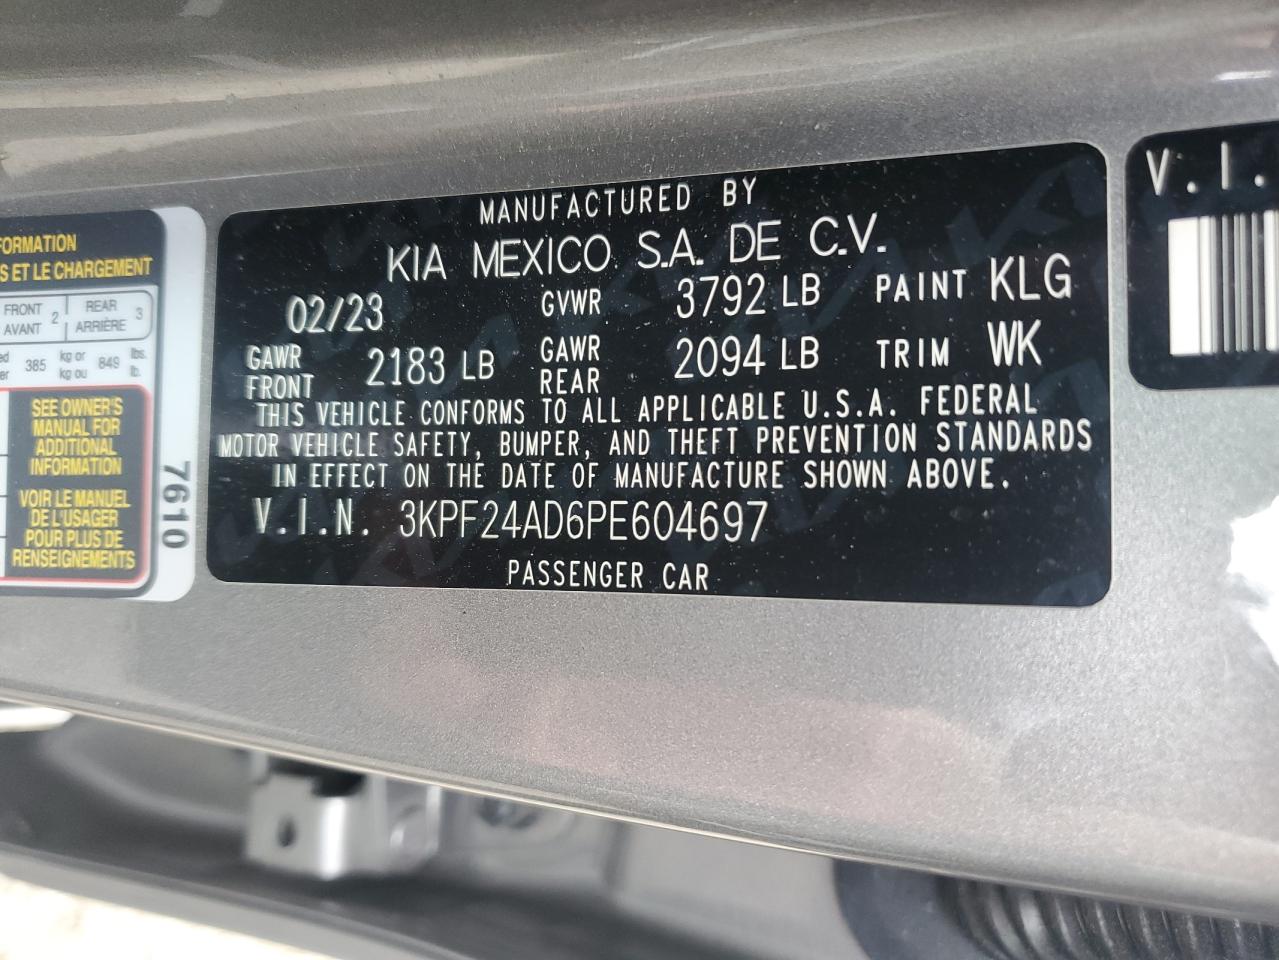 FORMATION
S ET LE CHARGEMENT
FRONT AVANT 2 REAR ARRIÈRE 3
385 kg or kg ou 849 lbs. lb.
SEE OWNER'S
MANUAL FOR
ADDITIONAL
INFORMATION
VOIR LE MANUEL
DE L'USAGER
POUR PLUS DE
RENSEIGNEMENTS
7610
MANUFACTURED BY
KIA MEXICO S.A. DE C.V.
02/23 GVWR 3792 LB PAINT KLG
GAWR FRONT 2183 LB GAWR REAR 2094 LB TRIM WK
THIS VEHICLE CONFORMS TO ALL APPLICABLE U.S.A. FEDERAL
MOTOR VEHICLE SAFETY, BUMPER, AND THEFT PREVENTION STANDARDS
IN EFFECT ON THE DATE OF MANUFACTURE SHOWN ABOVE.
V.I.N. 3KPF24AD6PE604697
PASSENGER CAR
V.I.